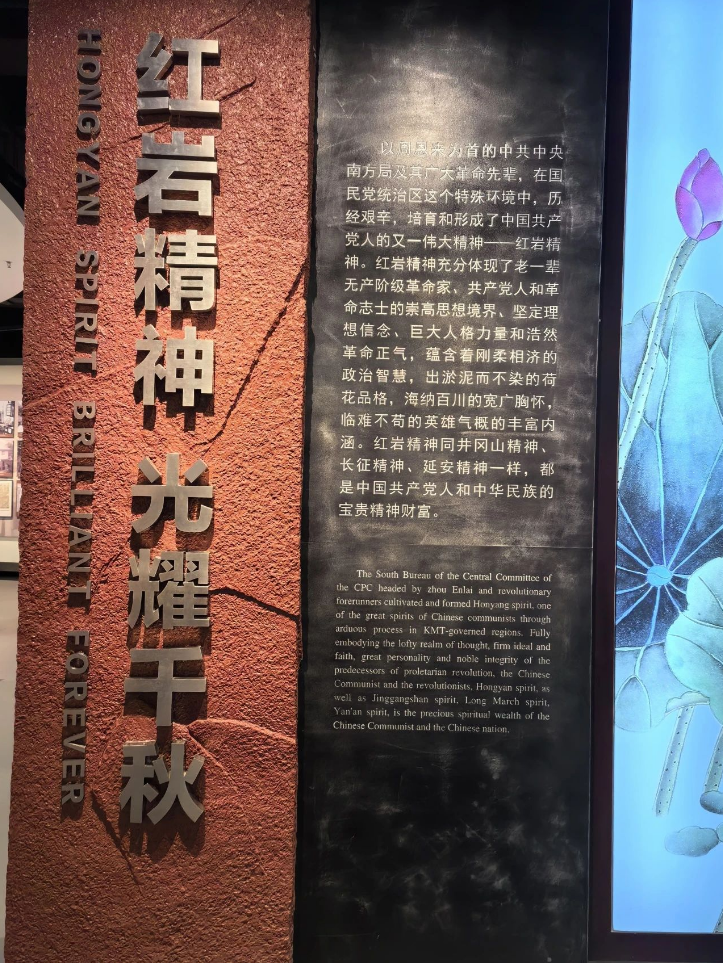 红岩精神 光耀千秋
HONGYAN SPIRIT BRILLIANT FOREVER
以周恩来为首的中共中央
南方局及其广大革命先辈，在国
民党统治区这个特殊环境中，历
经艰辛，培育和形成了中国共产
党人的又一伟大精神——红岩精
神。红岩精神充分体现了老一辈
无产阶级革命家、共产党人和革
命志士的崇高思想境界、坚定理
想信念、巨大人格力量和浩然
革命正气，蕴含着刚柔相济的
政治智慧，出淤泥而不染的荷
花品格，海纳百川的宽广胸怀，
临难不苟的英雄气概的丰富内
涵。红岩精神同井冈山精神、
长征精神、延安精神一样，都
是中国共产党人和中华民族的
宝贵精神财富。
The South Bureau of the Central Committee of
the CPC headed by zhou Enlai and revolutionary
forerunners cultivated and formed Honyang spirit, one
of the great spirits of Chinese communists through
arduous process in KMT-governed regions. Fully
embodying the lofty realm of thought, firm ideal and
faith, great personality and noble integrity of the
predecessors of proletarian revolution, the Chinese
Communist and the revolutionists, Hongyan spirit, as
well as Jinggangshan spirit, Long March spirit,
Yan'an spirit, is the precious spiritual wealth of the
Chinese Communist and the Chinese nation.